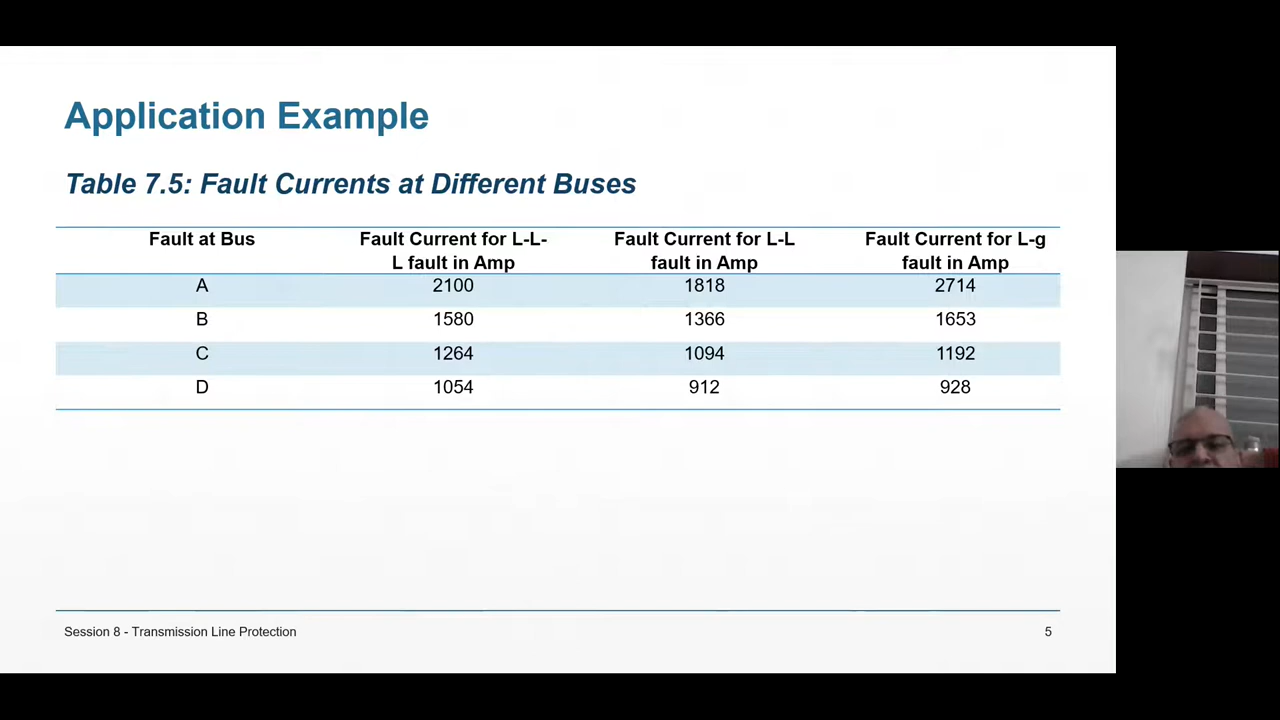 Application Example
Table 7.5: Fault Currents at Different Buses
Fault at Bus Fault Current for L-L- Fault Current for L-L Fault Current for L-g
L fault in Amp fault in Amp fault in Amp
A 2100 1818 2714
B 1580 1366 1653
C 1264 1094 1192
D 1054 912 928
Session 8 - Transmission Line Protection 5